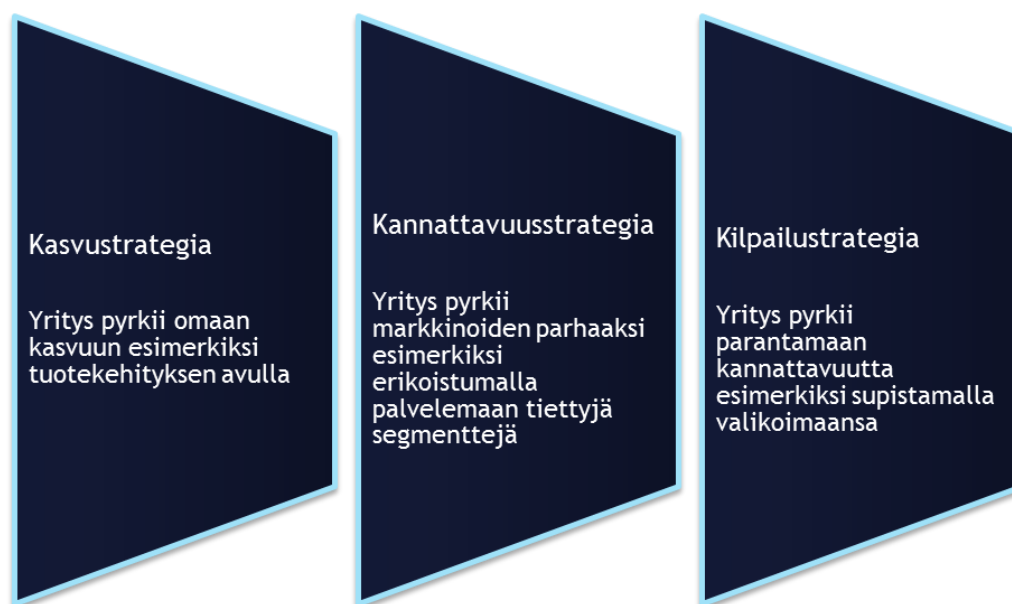 Kasvustrategia
Yritys pyrkii omaan
kasvuun esimerkiksi
tuotekehityksen avulla
Kannattavuusstrategia
Yritys pyrkii
markkinoiden parhaaksi
esimerkiksi
erikoistumalla
palvelemaan tiettyjä
segmenttejä
Kilpailustrategia
Yritys pyrkii
parantamaan
kannattavuutta
esimerkiksi supistamalla
valikoimaansa